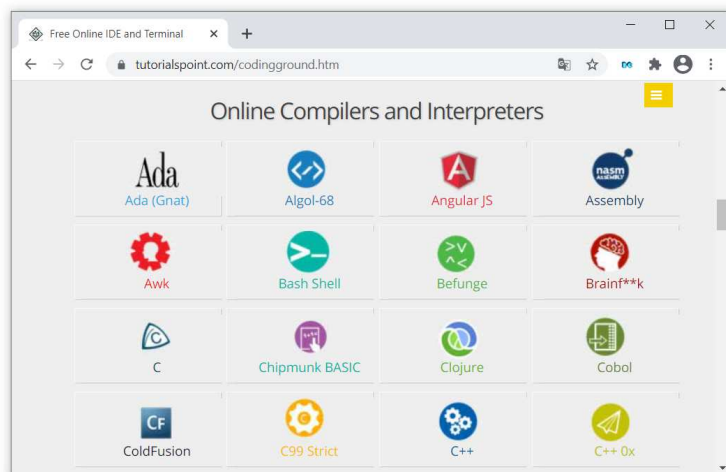 Free Online IDE and Terminal
tutorialspoint.com/codingground.htm
Online Compilers and Interpreters
Ada
nasm
ASSEMBLY
Ada (Gnat)
Algol-68
Angular JS
Assembly
Awk
Bash Shell
Befunge
Brainf**k
C
C
Chipmunk BASIC
Clojure
Cobol
CF
C
ColdFusion
C99 Strict
C++
C++ 0x